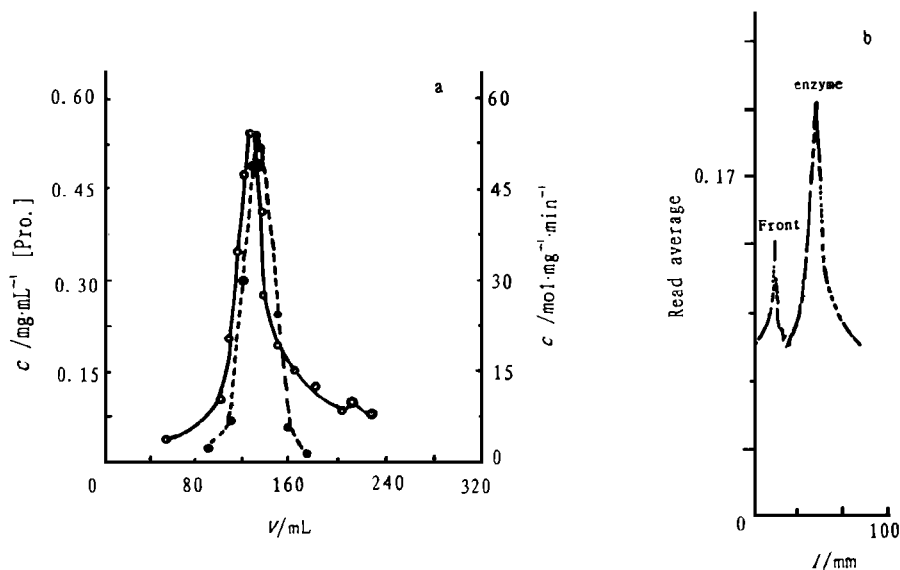 a
0.60
0.45
0.30
0.15
c /mg·mL⁻¹ [Pro.]
60
45
30
15
0
c /mol·mg⁻¹·min⁻¹
0 80 160 240 320
V/mL
b
enzyme
0.17
Front
Read average
0 100
l/mm